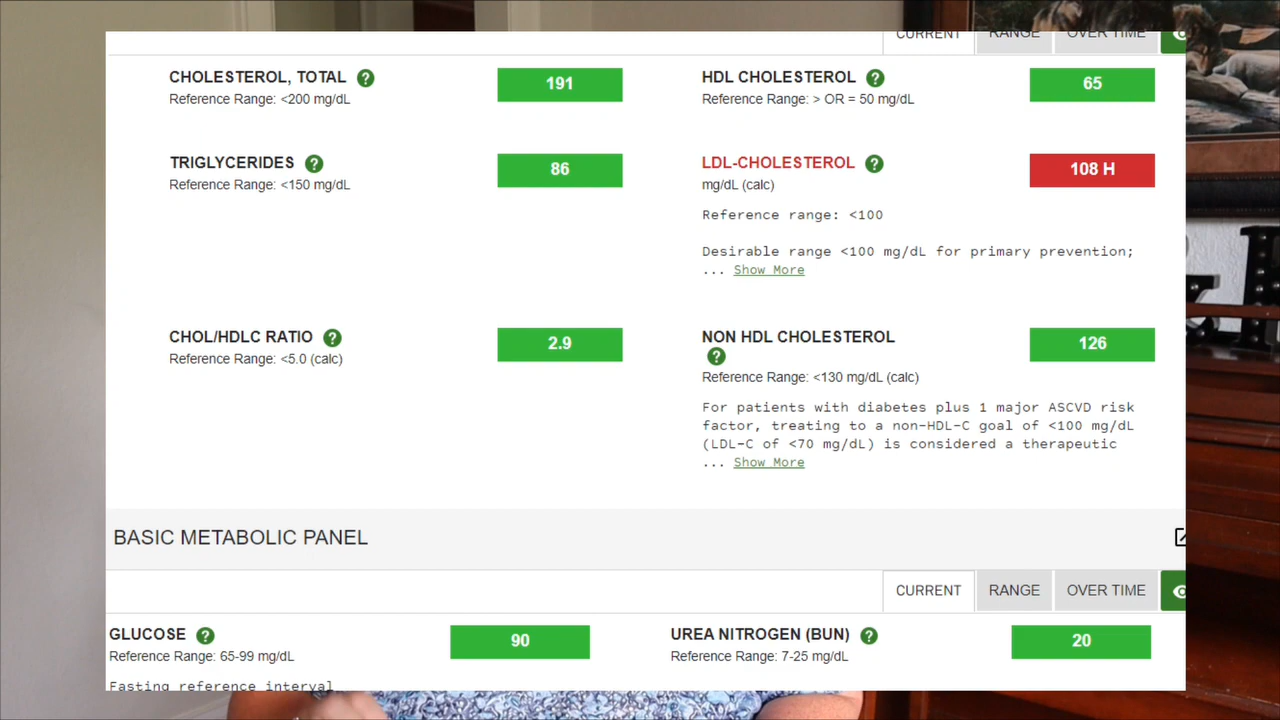 CURRENT RANGE OVER TIME
CHOLESTEROL, TOTAL ?
Reference Range: <200 mg/dL
191
HDL CHOLESTEROL ?
Reference Range: > OR = 50 mg/dL
65
TRIGLYCERIDES ?
Reference Range: <150 mg/dL
86
LDL-CHOLESTEROL ?
mg/dL (calc)
108 H
Reference range: <100
Desirable range <100 mg/dL for primary prevention;
... Show More
CHOL/HDLC RATIO ?
Reference Range: <5.0 (calc)
2.9
NON HDL CHOLESTEROL
?
Reference Range: <130 mg/dL (calc)
126
For patients with diabetes plus 1 major ASCVD risk
factor, treating to a non-HDL-C goal of <100 mg/dL
(LDL-C of <70 mg/dL) is considered a therapeutic
... Show More
BASIC METABOLIC PANEL
CURRENT RANGE OVER TIME
GLUCOSE ?
Reference Range: 65-99 mg/dL
90
Fasting reference interval
UREA NITROGEN (BUN) ?
Reference Range: 7-25 mg/dL
20